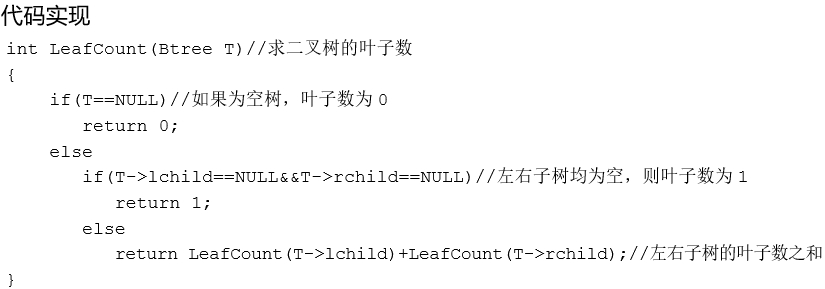 代码实现
int LeafCount(Btree T)//求二叉树的叶子数
{
    if(T==NULL)//如果为空树，叶子数为 0
       return 0;
    else
       if(T->lchild==NULL&&T->rchild==NULL)//左右子树均为空，则叶子数为 1
          return 1;
       else
          return LeafCount(T->lchild)+LeafCount(T->rchild);//左右子树的叶子数之和
}